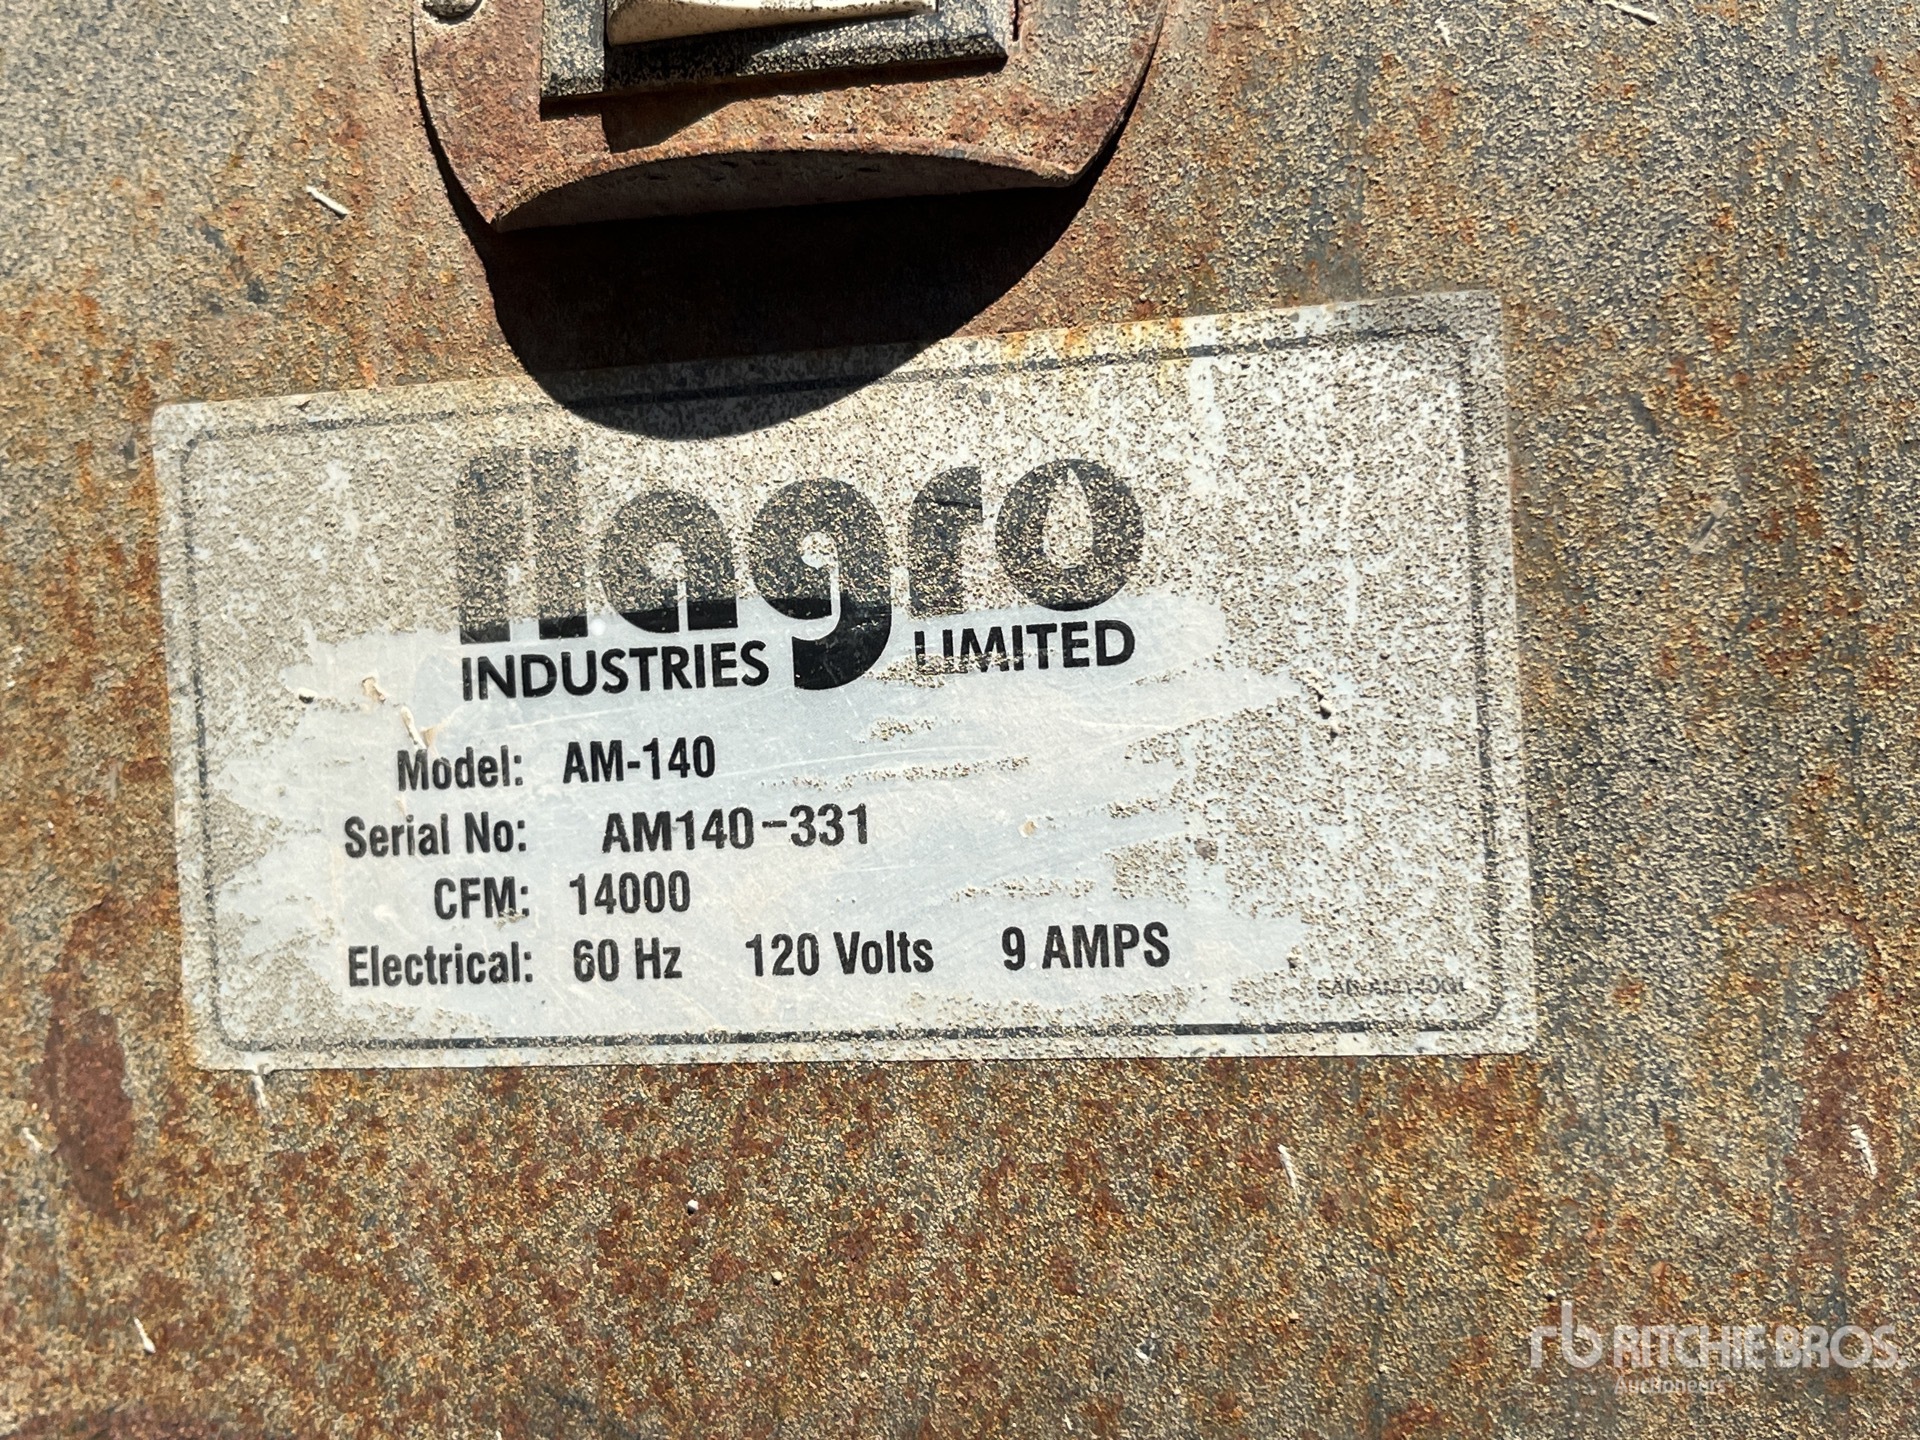 flagro
INDUSTRIES LIMITED
Model: AM-140
Serial No: AM140-331
CFM: 14000
Electrical: 60 Hz 120 Volts 9 AMPS
rb RITCHIE BROS.
Auctioneers